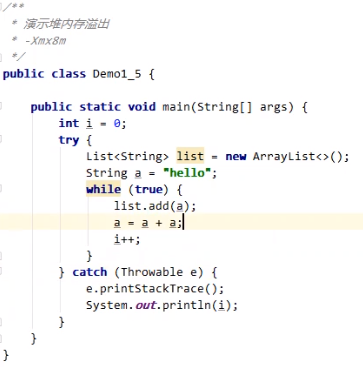 /**
 * 演示堆内存溢出
 * -Xmx8m
 */
public class Demo1_5 {
    public static void main(String[] args) {
        int i = 0;
        try {
            List<String> list = new ArrayList<>();
            String a = "hello";
            while (true) {
                list.add(a);
                a = a + a;
                i++;
            }
        } catch (Throwable e) {
            e.printStackTrace();
            System.out.println(i);
        }
    }
}